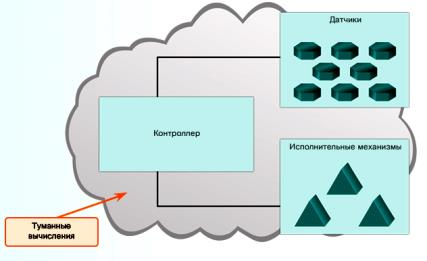 Датчики
Контроллер
Исполнительные механизмы
Туманные
вычисления